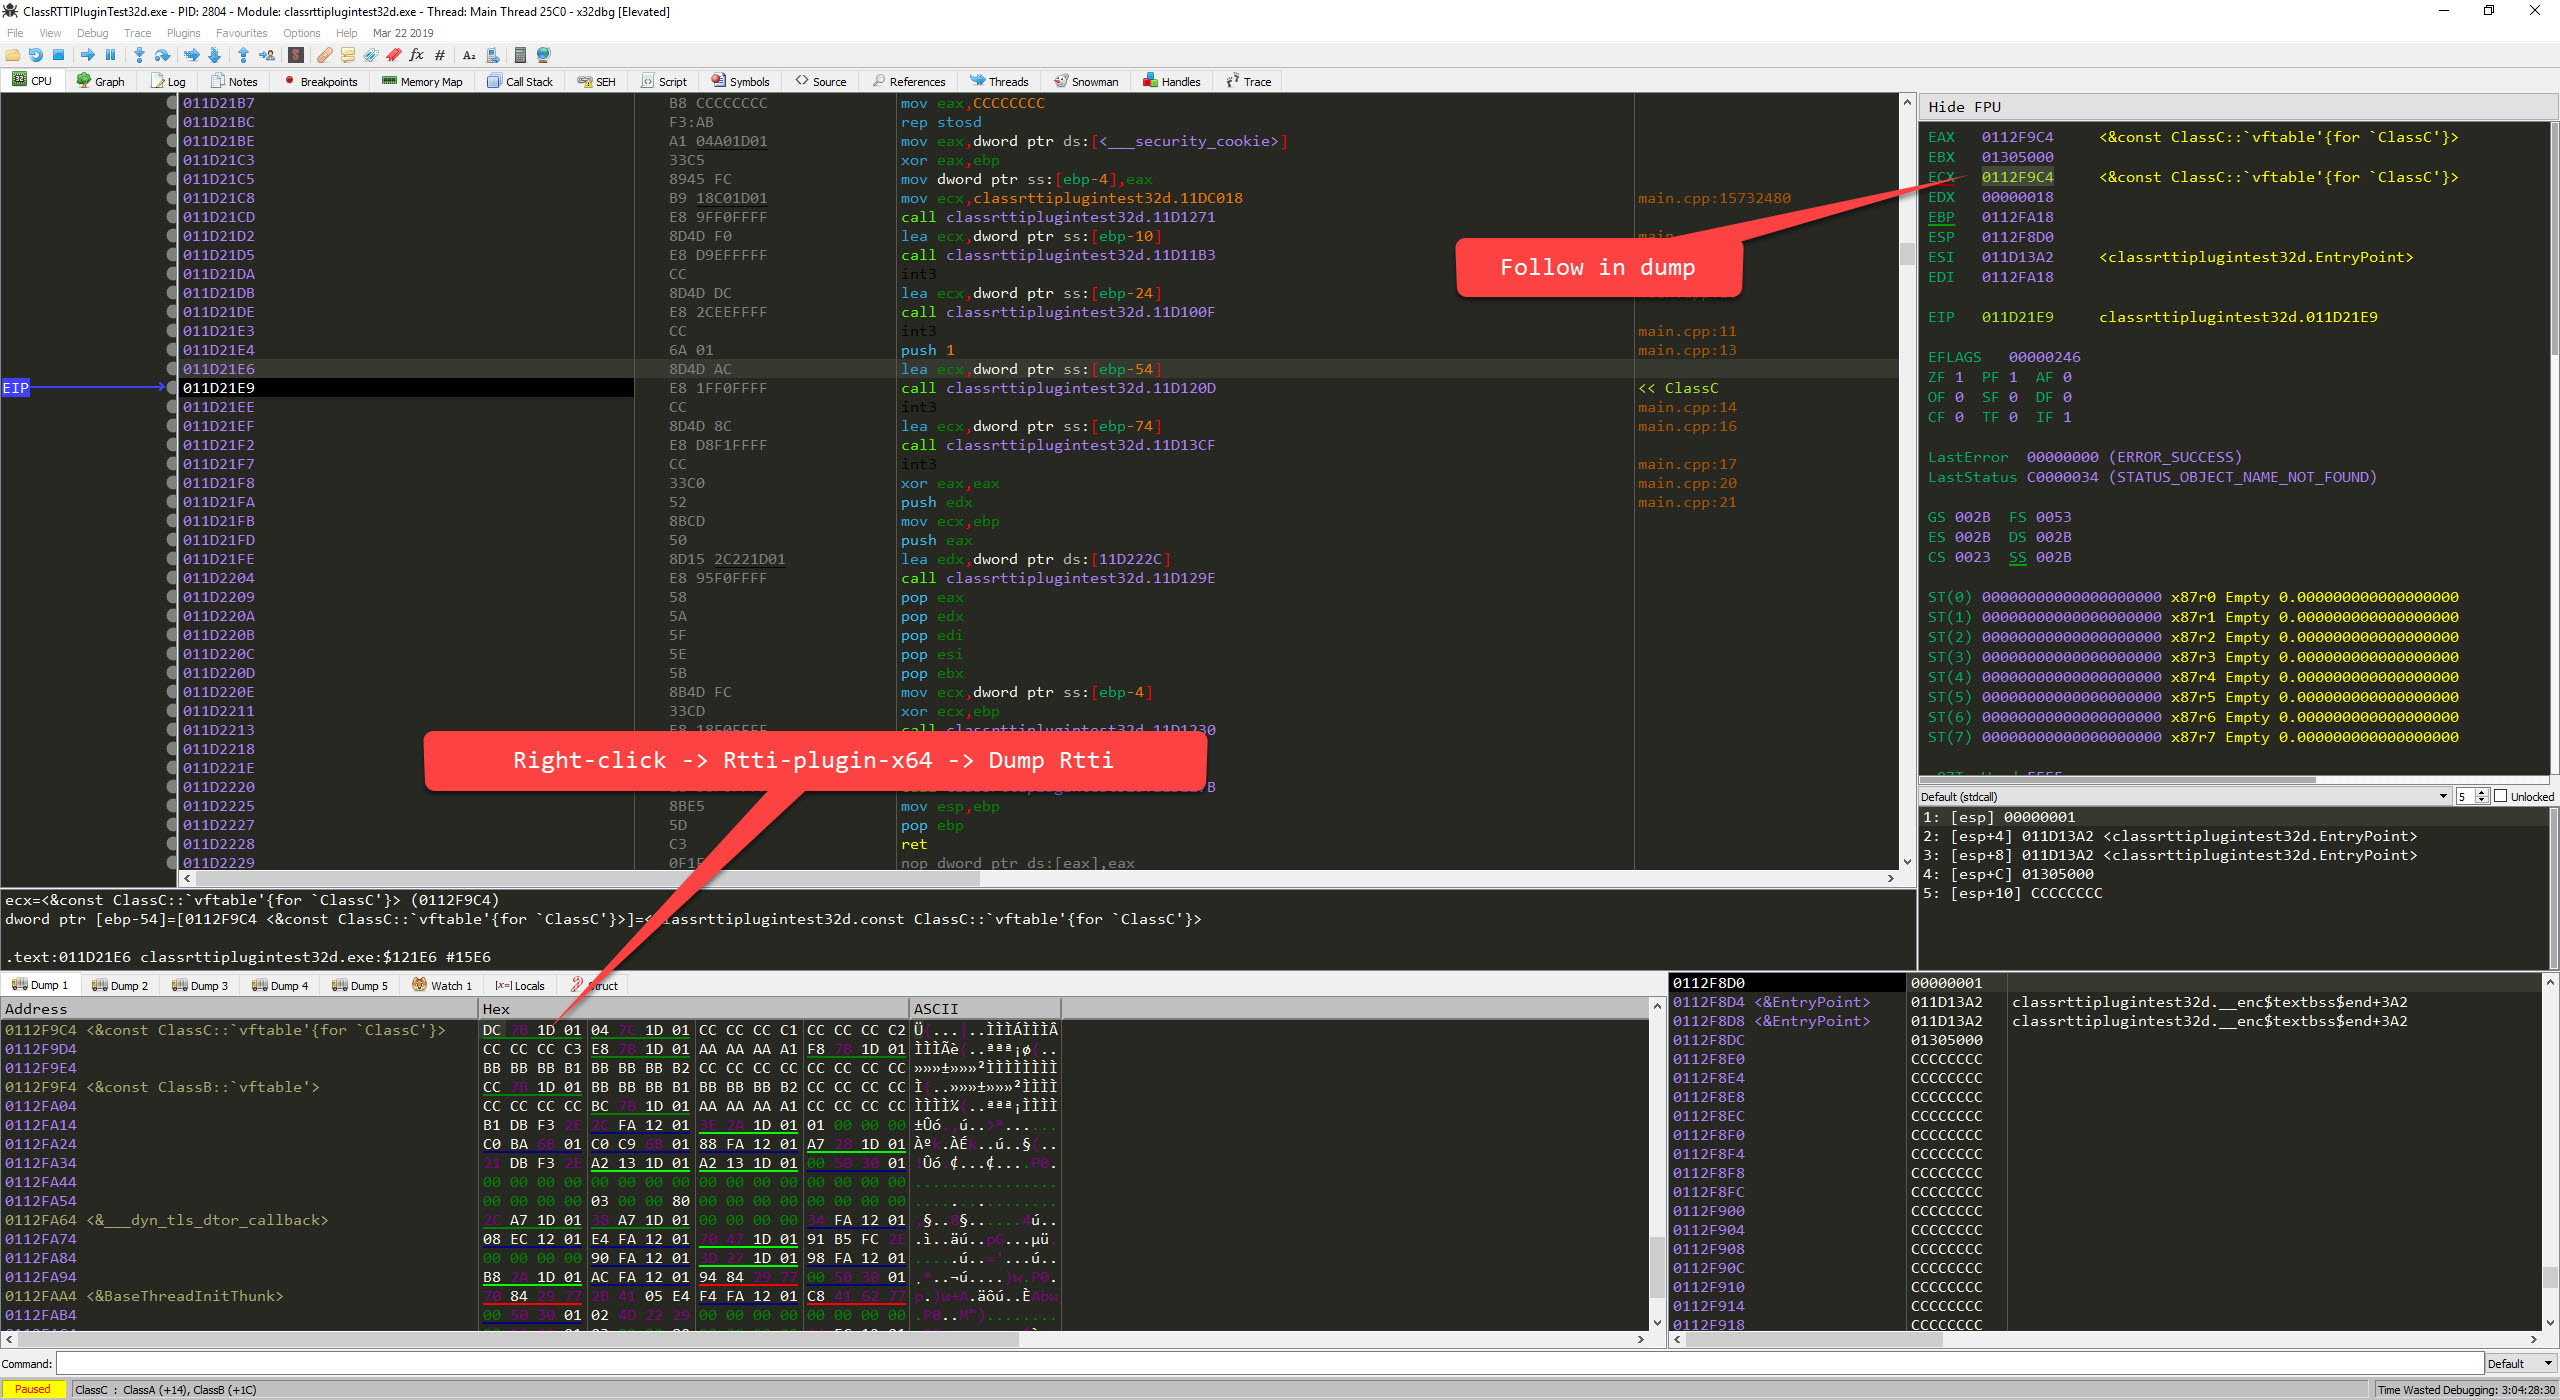 ClassRTTIPluginTest32d.exe - PID: 2804 - Module: classrttiplugintest32d.exe - Thread: Main Thread 25C0 - x32dbg [Elevated]
File View Debug Trace Plugins Favourites Options Help Mar 22 2019
CPU Graph Log Notes Breakpoints Memory Map Call Stack SEH Script Symbols Source References Threads Snowman Handles Trace
011D21B7 B8 CCCCCCCC mov eax,CCCCCCCC
011D21BC F3:AB rep stosd
011D21BE A1 04A01D01 mov eax,dword ptr ds:[<___security_cookie>]
011D21C3 33C5 xor eax,ebp
011D21C5 8945 FC mov dword ptr ss:[ebp-4],eax
011D21C8 B9 18C01D01 mov ecx,classrttiplugintest32d.11DC018 main.cpp:15732480
011D21CD E8 9FF0FFFF call classrttiplugintest32d.11D1271
011D21D2 8D4D F0 lea ecx,dword ptr ss:[ebp-10]
011D21D5 E8 D9EFFFFF call classrttiplugintest32d.11D11B3
011D21DA CC int3
011D21DB 8D4D DC lea ecx,dword ptr ss:[ebp-24]
011D21DE E8 2CEEFFFF call classrttiplugintest32d.11D100F
011D21E3 CC int3 main.cpp:11
011D21E4 6A 01 push 1 main.cpp:13
011D21E6 8D4D AC lea ecx,dword ptr ss:[ebp-54]
EIP 011D21E9 E8 1FF0FFFF call classrttiplugintest32d.11D120D << ClassC
011D21EE CC int3 main.cpp:14
011D21EF 8D4D 8C lea ecx,dword ptr ss:[ebp-74] main.cpp:16
011D21F2 E8 D8F1FFFF call classrttiplugintest32d.11D13CF
011D21F7 CC int3 main.cpp:17
011D21F8 33C0 xor eax,eax main.cpp:20
011D21FA 52 push edx main.cpp:21
011D21FB 8BCD mov ecx,ebp
011D21FD 50 push eax
011D21FE 8D15 2C221D01 lea edx,dword ptr ds:[11D222C]
011D2204 E8 95F0FFFF call classrttiplugintest32d.11D129E
011D2209 58 pop eax
011D220A 5A pop edx
011D220B 5F pop edi
011D220C 5E pop esi
011D220D 5B pop ebx
011D220E 8B4D FC mov ecx,dword ptr ss:[ebp-4]
011D2211 33CD xor ecx,ebp
011D2213 call classrttiplugintest32d.11D1230
011D2218
011D221E
011D2220
011D2225 8BE5 mov esp,ebp
011D2227 5D pop ebp
011D2228 C3 ret
011D2229 nop dword ptr ds:[eax],eax
Follow in dump
Right-click -> Rtti-plugin-x64 -> Dump Rtti
Hide FPU
EAX 0112F9C4 <&const ClassC::`vftable'{for `ClassC'}>
EBX 01305000
ECX 0112F9C4 <&const ClassC::`vftable'{for `ClassC'}>
EDX 00000018
EBP 0112FA18
ESP 0112F8D0
ESI 011D13A2 <classrttiplugintest32d.EntryPoint>
EDI 0112FA18
EIP 011D21E9 classrttiplugintest32d.011D21E9
EFLAGS 00000246
ZF 1 PF 1 AF 0
OF 0 SF 0 DF 0
CF 0 TF 0 IF 1
LastError 00000000 (ERROR_SUCCESS)
LastStatus C0000034 (STATUS_OBJECT_NAME_NOT_FOUND)
GS 002B FS 0053
ES 002B DS 002B
CS 0023 SS 002B
ST(0) 00000000000000000000 x87r0 Empty 0.000000000000000000
ST(1) 00000000000000000000 x87r1 Empty 0.000000000000000000
ST(2) 00000000000000000000 x87r2 Empty 0.000000000000000000
ST(3) 00000000000000000000 x87r3 Empty 0.000000000000000000
ST(4) 00000000000000000000 x87r4 Empty 0.000000000000000000
ST(5) 00000000000000000000 x87r5 Empty 0.000000000000000000
ST(6) 00000000000000000000 x87r6 Empty 0.000000000000000000
ST(7) 00000000000000000000 x87r7 Empty 0.000000000000000000
Default (stdcall) 5 Unlocked
1: [esp] 00000001
2: [esp+4] 011D13A2 <classrttiplugintest32d.EntryPoint>
3: [esp+8] 011D13A2 <classrttiplugintest32d.EntryPoint>
4: [esp+C] 01305000
5: [esp+10] CCCCCCCC
ecx=<&const ClassC::`vftable'{for `ClassC'}> (0112F9C4)
dword ptr [ebp-54]=[0112F9C4 <&const ClassC::`vftable'{for `ClassC'}>]=<classrttiplugintest32d.const ClassC::`vftable'{for `ClassC'}>
.text:011D21E6 classrttiplugintest32d.exe:$121E6 #15E6
Dump 1 Dump 2 Dump 3 Dump 4 Dump 5 Watch 1 Locals Struct
Address Hex ASCII
0112F9C4 <&const ClassC::`vftable'{for `ClassC'}> DC 7B 1D 01 04 7C 1D 01 CC CC CC C1 CC CC CC C2
0112F9D4 CC CC CC C3 E8 7B 1D 01 AA AA AA A1 F8 7B 1D 01
0112F9E4 BB BB BB B1 BB BB BB B2 CC CC CC CC CC CC CC CC
0112F9F4 <&const ClassB::`vftable'> CC 7B 1D 01 BB BB BB B1 BB BB BB B2 CC CC CC CC
0112FA04 CC CC CC CC BC 7B 1D 01 AA AA AA A1 CC CC CC CC
0112FA14 B1 DB F3 2E 2C FA 12 01 3E 2A 1D 01 01 00 00 00
0112FA24 C0 BA 6B 01 C0 C9 6B 01 88 FA 12 01 A7 28 1D 01
0112FA34 21 DB F3 2E A2 13 1D 01 A2 13 1D 01 00 50 30 01
0112FA44 00 00 00 00 00 00 00 00 00 00 00 00 00 00 00 00
0112FA54 00 00 00 00 03 00 00 80 00 00 00 00 00 00 00 00
0112FA64 <&___dyn_tls_dtor_callback> 2C A7 1D 01 38 A7 1D 01 00 00 00 00 34 FA 12 01
0112FA74 08 EC 12 01 E4 FA 12 01 70 47 1D 01 91 B5 FC 2E
0112FA84 00 00 00 00 90 FA 12 01 3D 27 1D 01 98 FA 12 01
0112FA94 B8 2A 1D 01 AC FA 12 01 94 84 29 77 00 50 30 01
0112FAA4 <&BaseThreadInitThunk> 70 84 29 77 2B 41 05 E4 F4 FA 12 01 C8 41 62 77
0112FAB4 00 50 30 01 02 4D 22 29 00 00 00 00 00 00 00 00
0112F8D0 00000001
0112F8D4 <&EntryPoint> 011D13A2 classrttiplugintest32d.__enc$textbss$end+3A2
0112F8D8 <&EntryPoint> 011D13A2 classrttiplugintest32d.__enc$textbss$end+3A2
0112F8DC 01305000
0112F8E0 CCCCCCCC
0112F8E4 CCCCCCCC
0112F8E8 CCCCCCCC
0112F8EC CCCCCCCC
0112F8F0 CCCCCCCC
0112F8F4 CCCCCCCC
0112F8F8 CCCCCCCC
0112F8FC CCCCCCCC
0112F900 CCCCCCCC
0112F904 CCCCCCCC
0112F908 CCCCCCCC
0112F90C CCCCCCCC
0112F910 CCCCCCCC
0112F914 CCCCCCCC
0112F918 CCCCCCCC
Command: Default
Paused ClassC : ClassA (+14), ClassB (+1C) Time Wasted Debugging: 3:04:28:30